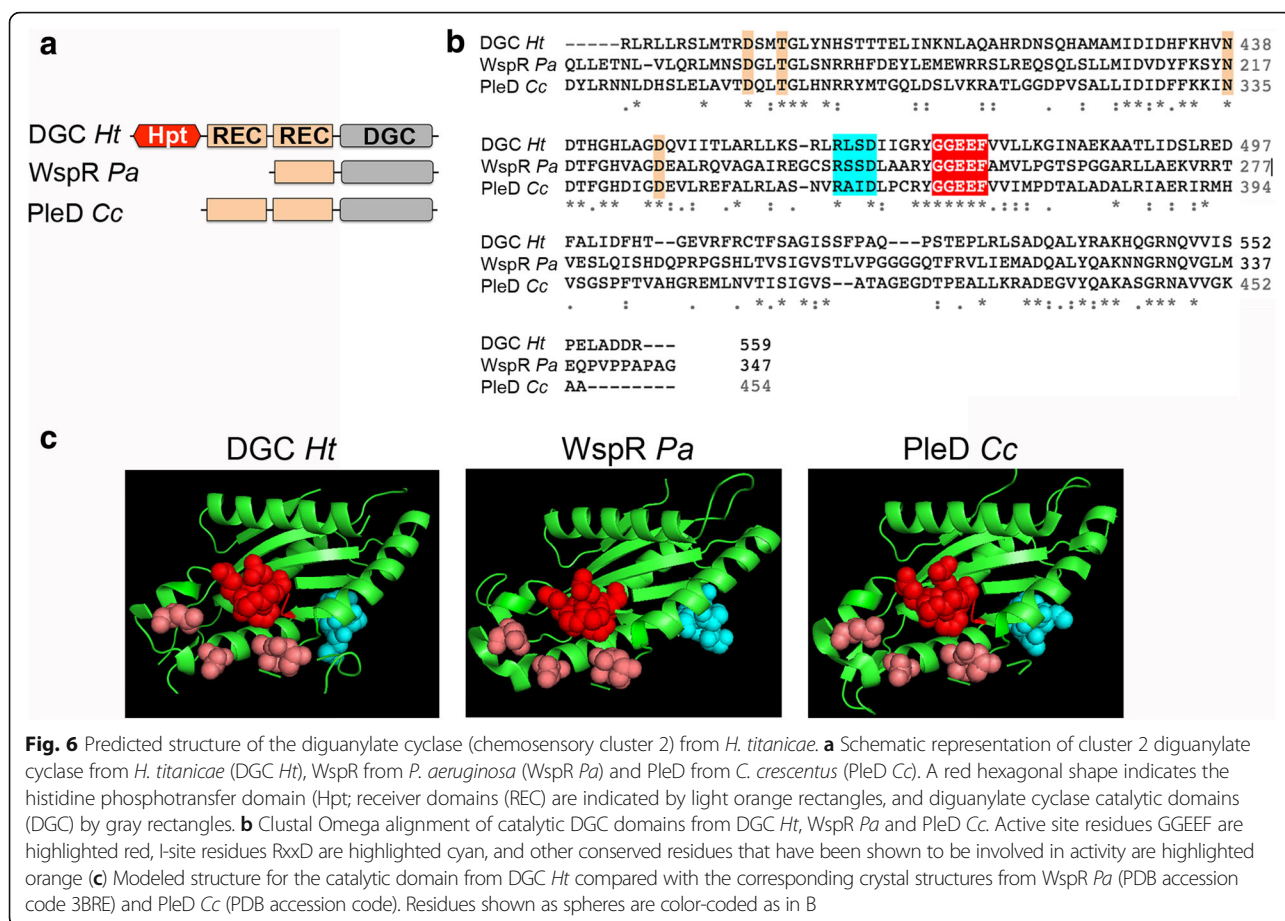 a
DGC Ht Hpt REC REC DGC
WspR Pa
PleD Cc
b
DGC Ht -----RLRLLRSLMTRDSMTGLYNHSTTTELINKNLAQAHRDNSQHAMAMIDIDHFKHVN 438
WspR Pa QLLETNL-VLQRLMNSDGLTGLSNRRHFDEYLEMEWRRSLREQSQLSLLMIDVDYFKSYN 217
PleD Cc DYLRNNLDHSLELAVTDQLTGLHNRRYMTGQLDSLVKRATLGGDPVSALLIDIDFFKKIN 335
.* * * :*** *: : : . :: .::**:*.** *
DGC Ht DTHGHLAGDQVIITLARLLKS-RLRLSDIIGRYGGEEFVVLLKGINAEKAATLIDSLRED 497
WspR Pa DTFGHVAGDEALRQVAGAIREGCSRSSDLAARYGGEEFAMVLPGTSPGGARLLAEKVRRT 277
PleD Cc DTFGHDIGDEVLREFALRLASNVRAIDLPCRYGGEEFVVIMPDTALADALRIAERIRMH 394
**.** **:.: .* : . * *: *******.::: . * : : :*
DGC Ht FALIDFHT--GEVRFRCTFSAGISSFPAQ---PSTEPLRLSADQALYRAKHQGRNQVVIS 552
WspR Pa VESLQISHDQPRPGSHLTVSIGVSTLVPGGGGQTFRVLIEMADQALYQAKNNGRNQVGLM 337
PleD Cc VSGSPFTVAHGREMLNVTISIGVS--ATAGEGDTPEALLKRADEGVYQAKASGRNAVVGK 452
. : . *.* *:* : . * **:.:*:** .*** *
DGC Ht PELADDR--- 559
WspR Pa EQPVPPAPAG 347
PleD Cc AA-------- 454
c
DGC Ht WspR Pa PleD Cc
Fig. 6 Predicted structure of the diguanylate cyclase (chemosensory cluster 2) from H. titanicae. a Schematic representation of cluster 2 diguanylate
cyclase from H. titanicae (DGC Ht), WspR from P. aeruginosa (WspR Pa) and PleD from C. crescentus (PleD Cc). A red hexagonal shape indicates the
histidine phosphotransfer domain (Hpt; receiver domains (REC) are indicated by light orange rectangles, and diguanylate cyclase catalytic domains
(DGC) by gray rectangles. b Clustal Omega alignment of catalytic DGC domains from DGC Ht, WspR Pa and PleD Cc. Active site residues GGEEF are
highlighted red, I-site residues RxxD are highlighted cyan, and other conserved residues that have been shown to be involved in activity are highlighted
orange (c) Modeled structure for the catalytic domain from DGC Ht compared with the corresponding crystal structures from WspR Pa (PDB accession
code 3BRE) and PleD Cc (PDB accession code). Residues shown as spheres are color-coded as in B